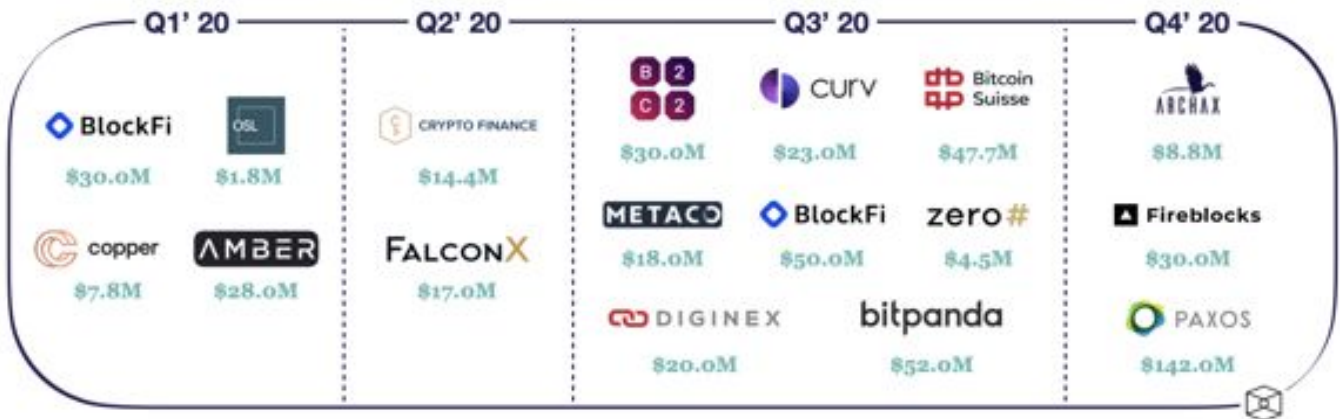 Q1' 20
Q2' 20
Q3' 20
Q4' 20
BlockFi
$30.0M
OSL
$1.8M
copper
$7.8M
AMBER
$28.0M
CRYPTO FINANCE
$14.4M
FALCONX
$17.0M
B2
C2
$30.0M
curv
$23.0M
Bitcoin
Suisse
$47.7M
METACO
$18.0M
BlockFi
$50.0M
zero#
$4.5M
DIGINEX
$20.0M
bitpanda
$52.0M
ARCHAX
$8.8M
Fireblocks
$30.0M
PAXOS
$142.0M